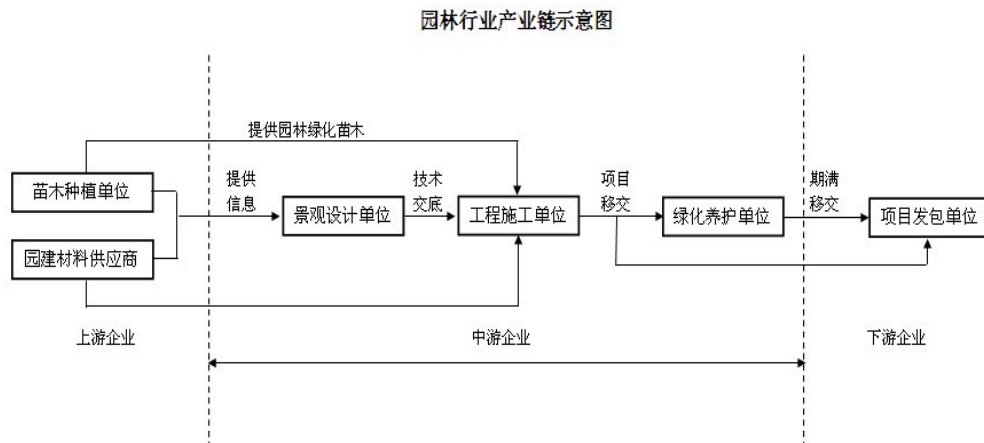 园林行业产业链示意图
提供园林绿化苗木
苗木种植单位
提供
信息
景观设计单位
技术
交底
工程施工单位
项目
移交
绿化养护单位
期满
移交
项目发包单位
园建材料供应商
上游企业
中游企业
下游企业